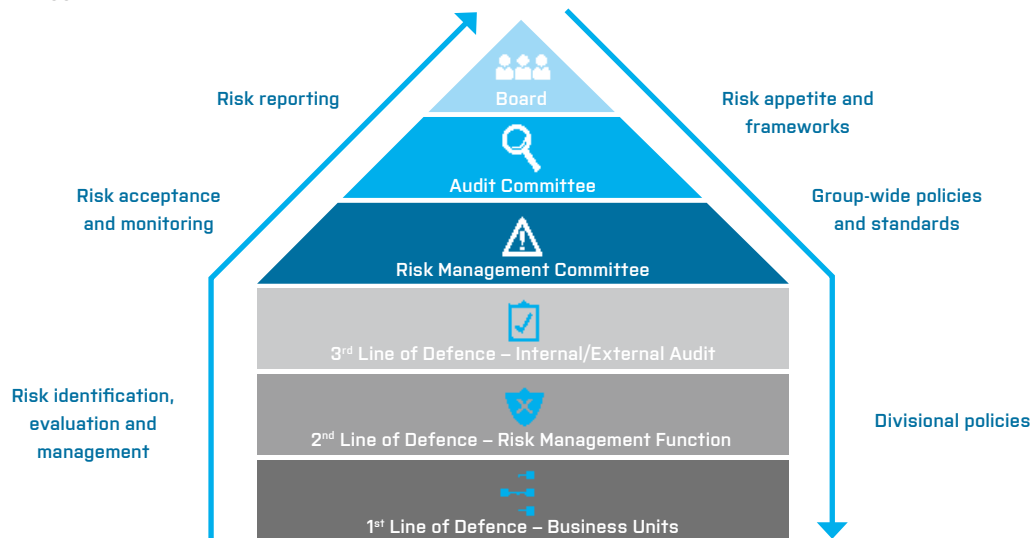 Risk reporting
Board
Risk appetite and
frameworks
Audit Committee
Risk acceptance
and monitoring
Group-wide policies
and standards
Risk Management Committee
3rd Line of Defence – Internal/External Audit
Risk identification,
evaluation and
management
2nd Line of Defence – Risk Management Function
Divisional policies
1st Line of Defence – Business Units